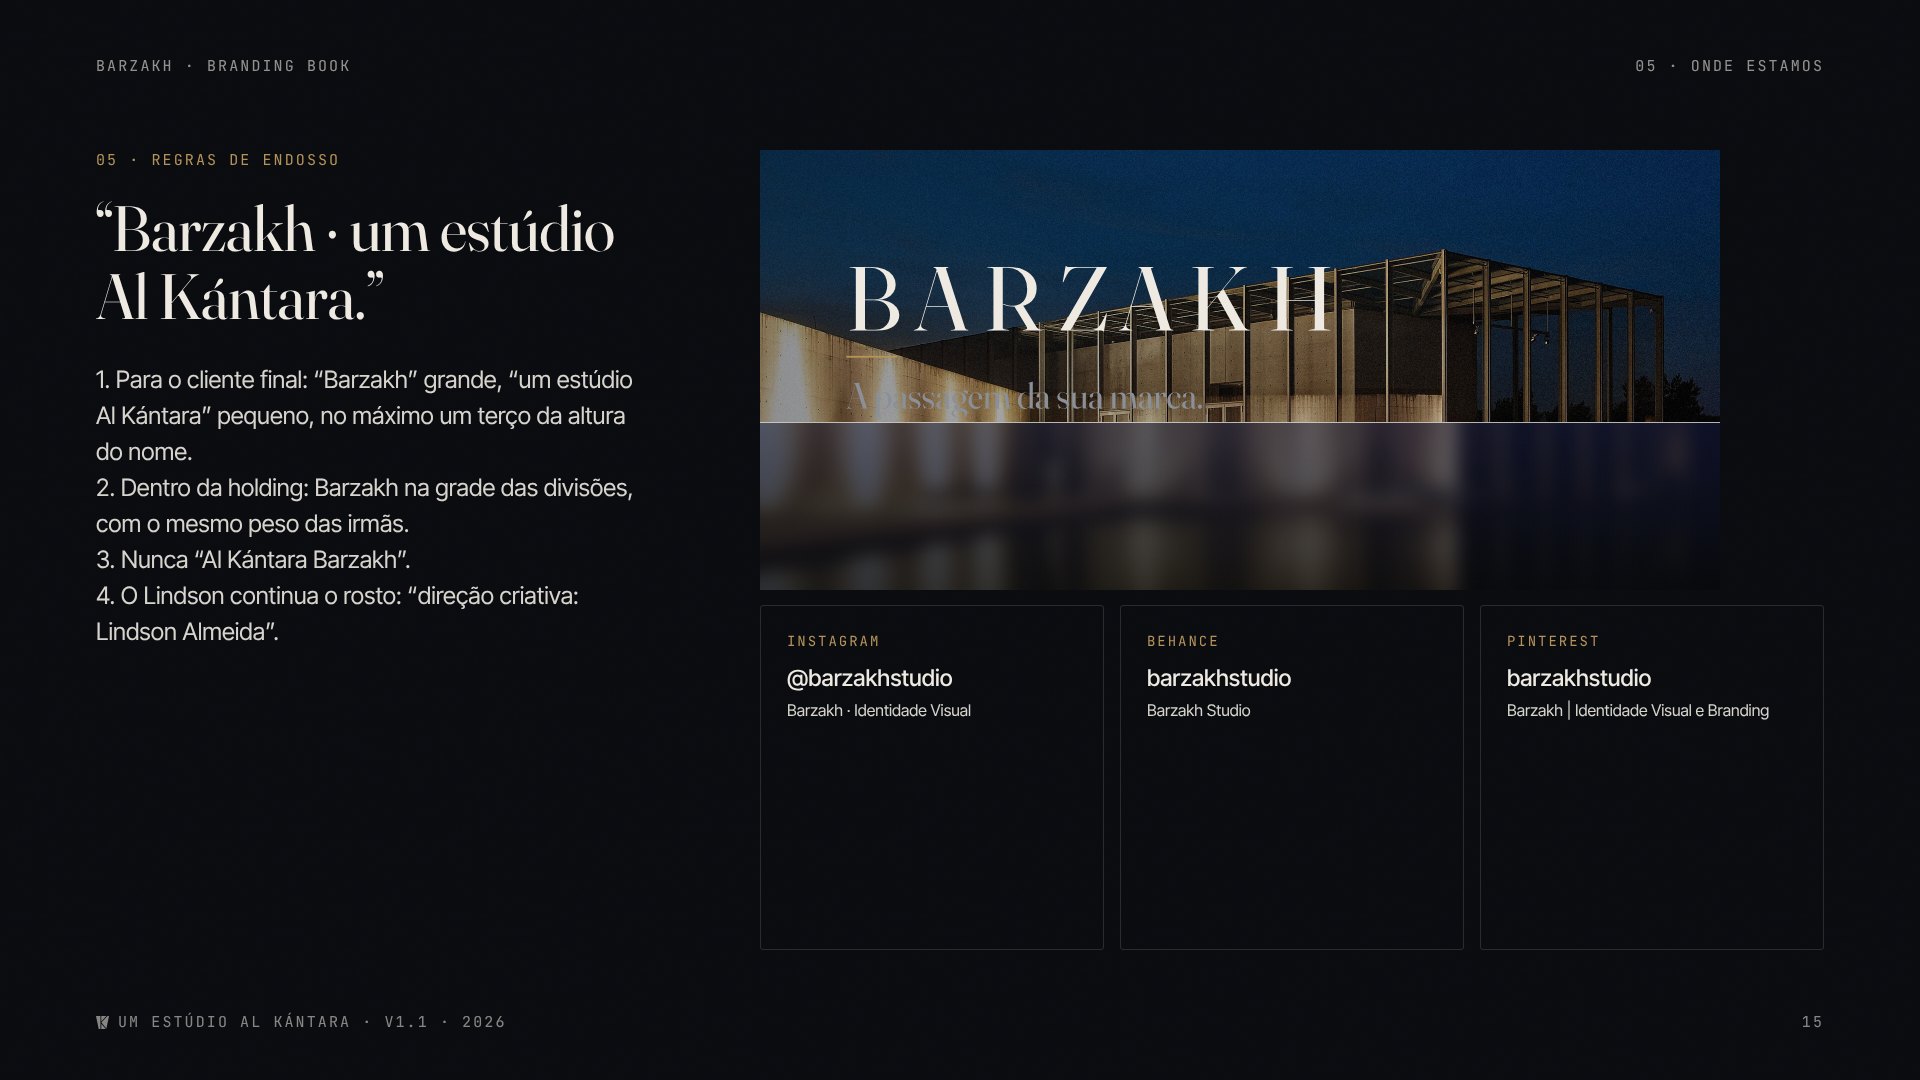 BARZAKH · BRANDING BOOK
05 · ONDE ESTAMOS
05 · REGRAS DE ENDOSSO
“Barzakh · um estúdio
Al Kántara.”
1. Para o cliente final: “Barzakh” grande, “um estúdio
Al Kántara” pequeno, no máximo um terço da altura
do nome.
2. Dentro da holding: Barzakh na grade das divisões,
com o mesmo peso das irmãs.
3. Nunca “Al Kántara Barzakh”.
4. O Lindson continua o rosto: “direção criativa:
Lindson Almeida”.
BARZAKH
A passagem da sua marca.
INSTAGRAM
@barzakhstudio
Barzakh · Identidade Visual
BEHANCE
barzakhstudio
Barzakh Studio
PINTEREST
barzakhstudio
Barzakh | Identidade Visual e Branding
UM ESTÚDIO AL KÁNTARA · V1.1 · 2026
15